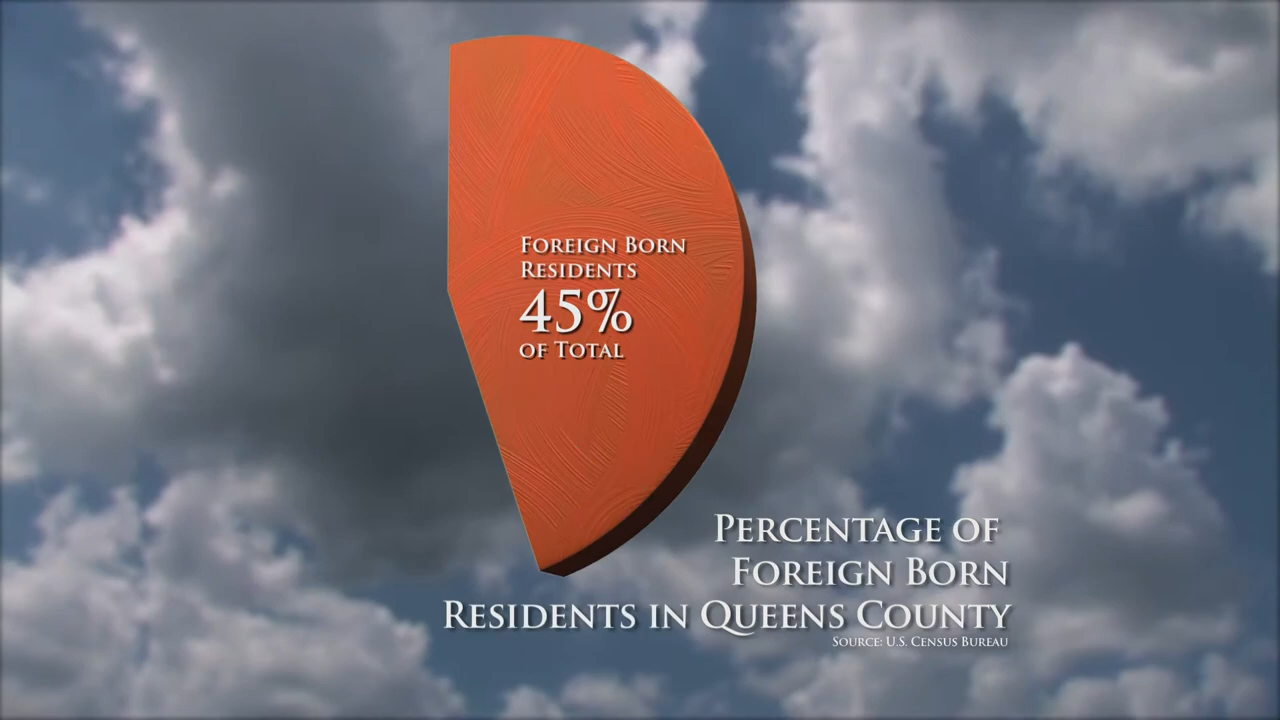 Foreign Born
Residents
45%
of Total
Percentage of
Foreign Born
Residents in Queens County
Source: U.S. Census Bureau